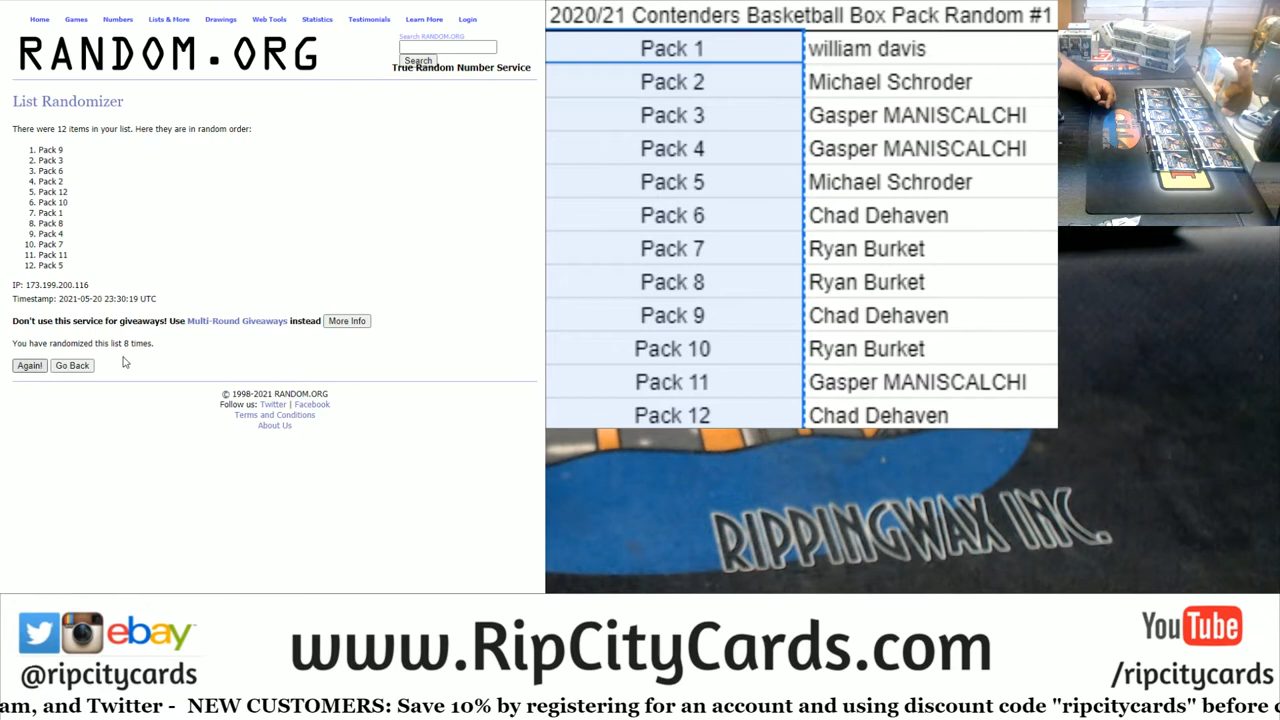 Home Games Numbers Lists & More Drawings Web Tools Statistics Testimonials Learn More Login
RANDOM.ORG
Search RANDOM.ORG
Search
True Random Number Service
List Randomizer
There were 12 items in your list. Here they are in random order:
1. Pack 9
2. Pack 3
3. Pack 6
4. Pack 2
5. Pack 12
6. Pack 10
7. Pack 1
8. Pack 8
9. Pack 4
10. Pack 7
11. Pack 11
12. Pack 5
IP: 173.199.200.116
Timestamp: 2021-05-20 23:30:19 UTC
Don't use this service for giveaways! Use Multi-Round Giveaways instead More Info
You have randomized this list 8 times.
Again! Go Back
© 1998-2021 RANDOM.ORG
Follow us: Twitter | Facebook
Terms and Conditions
About Us
2020/21 Contenders Basketball Box Pack Random #1
Pack 1 william davis
Pack 2 Michael Schroder
Pack 3 Gasper MANISCALCHI
Pack 4 Gasper MANISCALCHI
Pack 5 Michael Schroder
Pack 6 Chad Dehaven
Pack 7 Ryan Burket
Pack 8 Ryan Burket
Pack 9 Chad Dehaven
Pack 10 Ryan Burket
Pack 11 Gasper MANISCALCHI
Pack 12 Chad Dehaven
RIPPINGWAX INC.
ebay
@ripcitycards
www.RipCityCards.com
YouTube
/ripcitycards
am, and Twitter - NEW CUSTOMERS: Save 10% by registering for an account and using discount code "ripcitycards" before